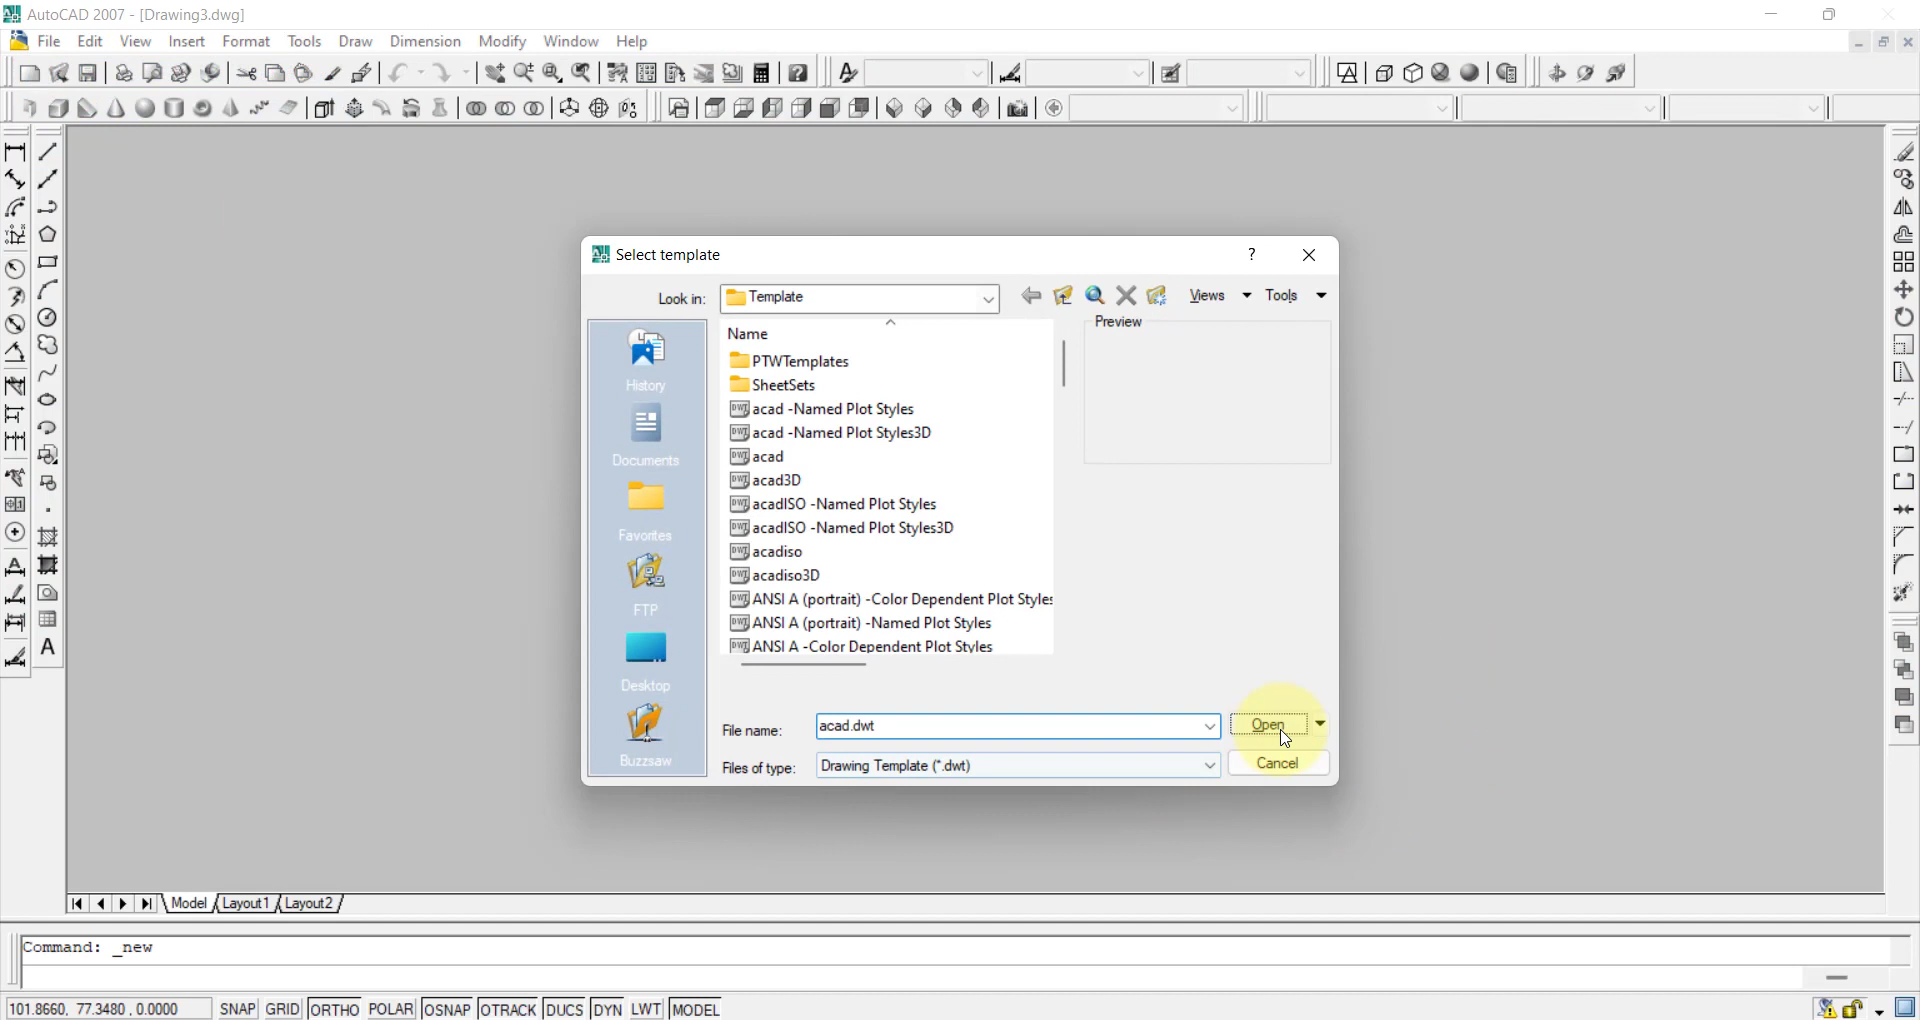 AutoCAD 2007 - [Drawing3.dwg]
File Edit View Insert Format Tools Draw Dimension Modify Window Help
Select template
Look in: Template Views Tools
Name
Preview
PTWTemplates
SheetSets
acad -Named Plot Styles
acad -Named Plot Styles3D
acad
acad3D
acadISO -Named Plot Styles
acadISO -Named Plot Styles3D
acadiso
acadiso3D
ANSI A (portrait) -Color Dependent Plot Styles
ANSI A (portrait) -Named Plot Styles
ANSI A -Color Dependent Plot Styles
History
Documents
Favorites
FTP
Desktop
Buzzsaw
File name: acad.dwt Open
Files of type: Drawing Template (*.dwt) Cancel
Model Layout1 Layout2
Command: _new
101.8660, 77.3480 , 0.0000 SNAP GRID ORTHO POLAR OSNAP OTRACK DUCS DYN LWT MODEL